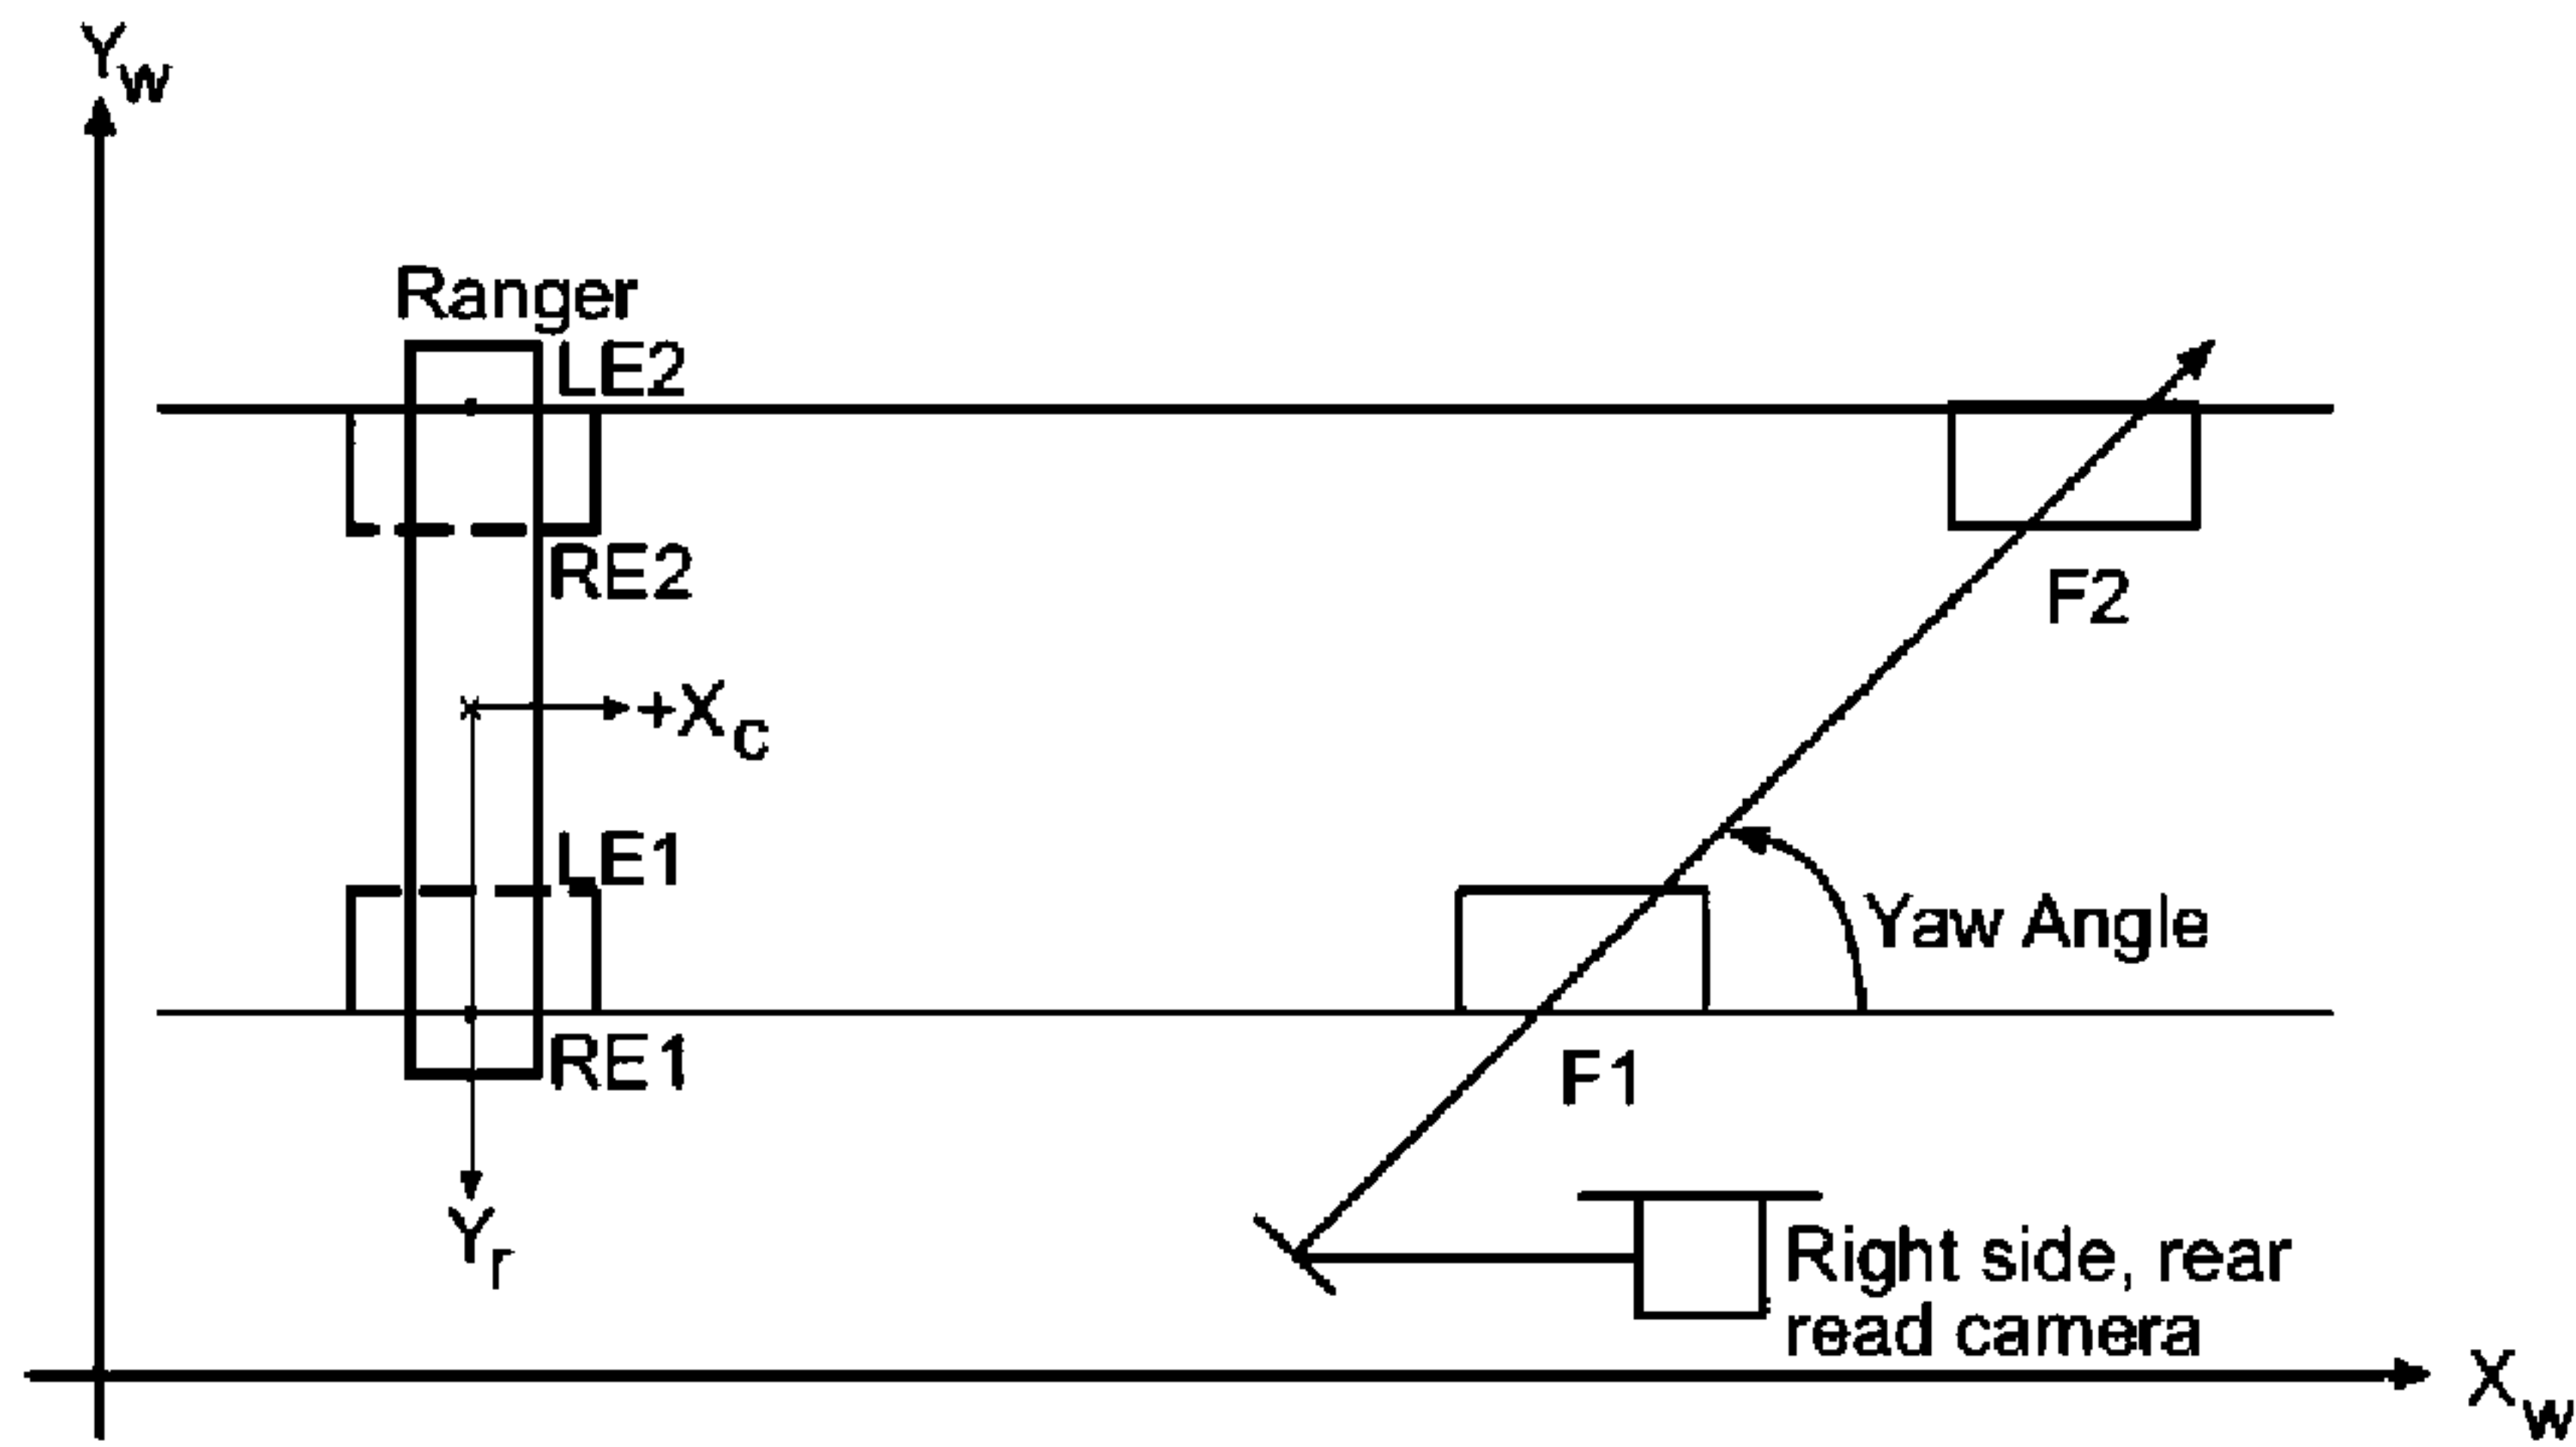 Yw
Ranger
LE2
RE2
F2
+Xc
LE1
Yaw Angle
RE1
F1
Yr
Right side, rear
read camera
Xw